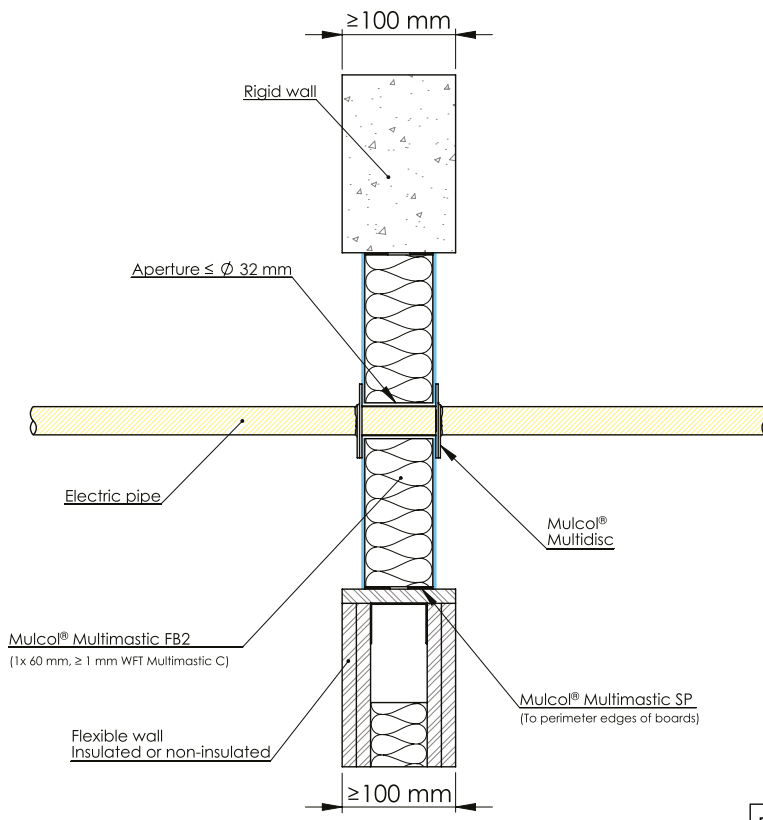 ≥100 mm
Rigid wall
Aperture ≤ Ø 32 mm
Electric pipe
Mulcol®
Multidisc
Mulcol® Multimastic FB2
(1x 60 mm, ≥ 1 mm WFT Multimastic C)
Mulcol® Multimastic SP
(To perimeter edges of boards)
Flexible wall
Insulated or non-insulated
≥100 mm